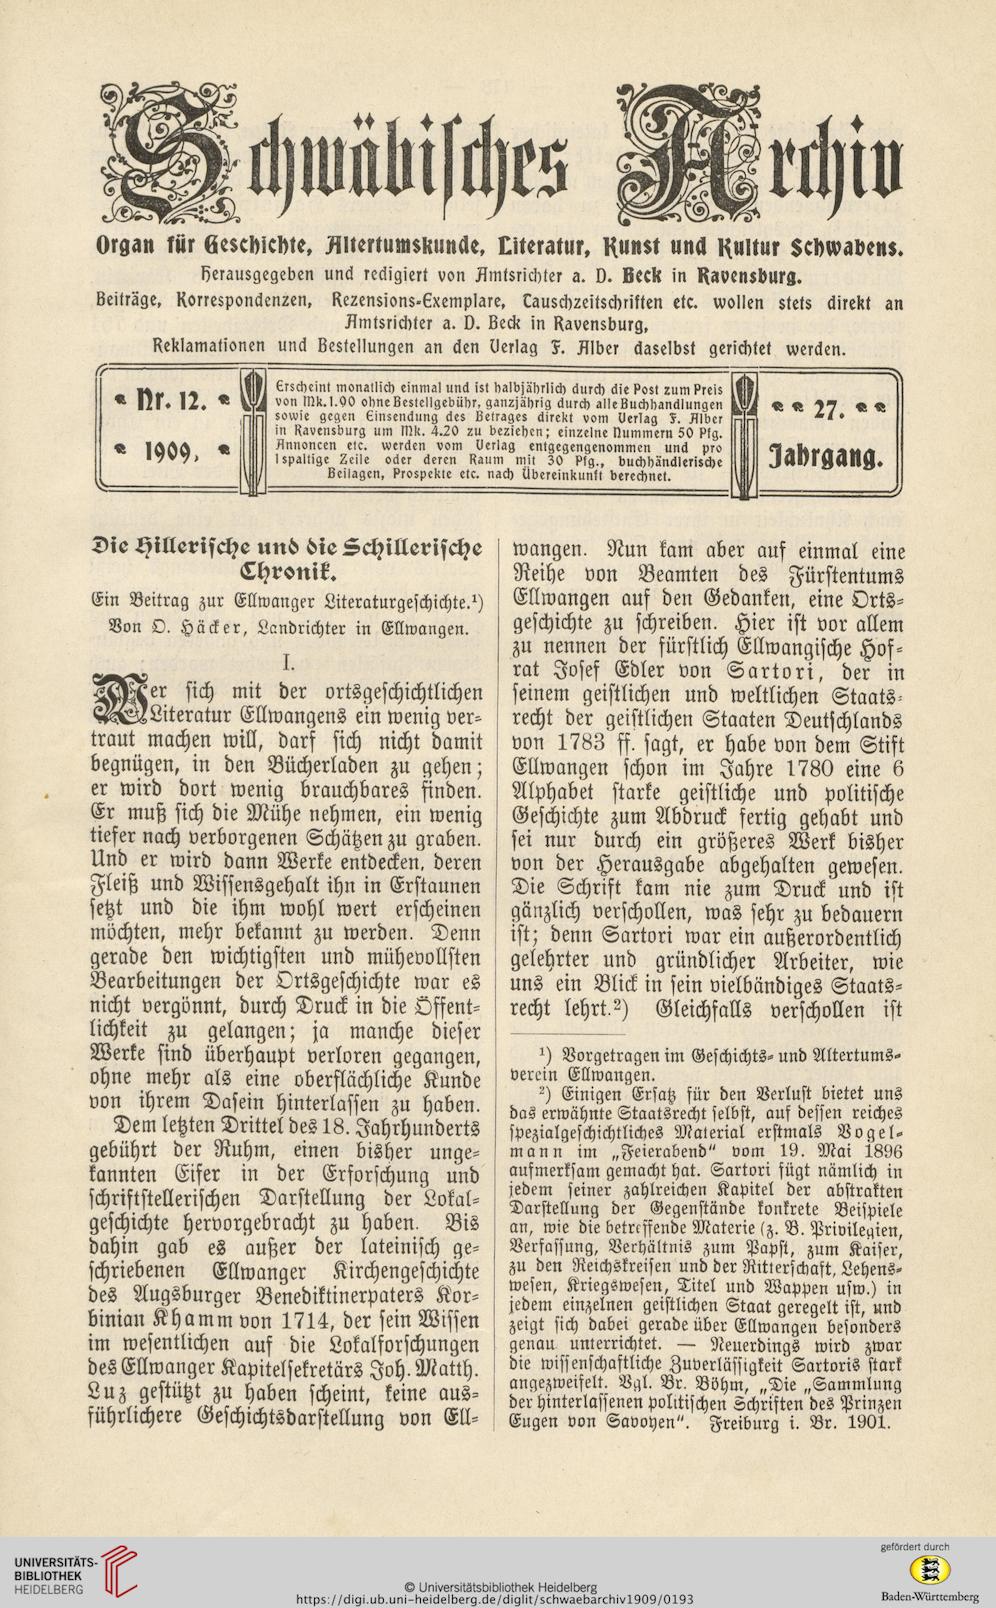 Schwäbisches Archiv
Organ für Geschichte, Altertumskunde, Literatur, Kunst und Kultur Schwabens.
Herausgegeben und redigiert von Amtsrichter a. D. Beck in Ravensburg.
Beiträge, Korrespondenzen, Rezensions-Exemplare, Tauschzeitschriften etc. wollen stets direkt an
Amtsrichter a. D. Beck in Ravensburg,
Reklamationen und Bestellungen an den Verlag F. Alber daselbst gerichtet werden.
Nr. 12.
1909.
Erscheint monatlich einmal und ist halbjährlich durch die Post zum Preis
von Mk. 1.90 ohne Bestellgebühr, ganzjährig durch alle Buchhandlungen
sowie gegen Einsendung des Betrages direkt vom Verlag F. Alber
in Ravensburg um Mk. 4.20 zu beziehen; einzelne Nummern 50 Pfg.
Annoncen etc. werden vom Verlag entgegengenommen und pro
1spaltige Zeile oder deren Raum mit 30 Pfg., buchhändlerische
Beilagen, Prospekte etc. nach Übereinkunft berechnet.
27.
Jahrgang.
Die Hillerische und die Schillerische
Chronik.
Ein Beitrag zur Ellwanger Literaturgeschichte.¹)
Von O. Häcker, Landrichter in Ellwangen.
I.
Wer sich mit der ortsgeschichtlichen
Literatur Ellwangens ein wenig ver-
traut machen will, darf sich nicht damit
begnügen, in den Bücherladen zu gehen;
er wird dort wenig brauchbares finden.
Er muß sich die Mühe nehmen, ein wenig
tiefer nach verborgenen Schätzen zu graben.
Und er wird dann Werke entdecken, deren
Fleiß und Wissensgehalt ihn in Erstaunen
setzt und die ihm wohl wert erscheinen
möchten, mehr bekannt zu werden. Denn
gerade den wichtigsten und mühevollsten
Bearbeitungen der Ortsgeschichte war es
nicht vergönnt, durch Druck in die Öffent-
lichkeit zu gelangen; ja manche dieser
Werke sind überhaupt verloren gegangen,
ohne mehr als eine oberflächliche Kunde
von ihrem Dasein hinterlassen zu haben.
Dem letzten Drittel des 18. Jahrhunderts
gebührt der Ruhm, einen bisher unge-
kannten Eifer in der Erforschung und
schriftstellerischen Darstellung der Lokal-
geschichte hervorgebracht zu haben. Bis
dahin gab es außer der lateinisch ge-
schriebenen Ellwanger Kirchengeschichte
des Augsburger Benediktinerpaters Kor-
binian Khamm von 1714, der sein Wissen
im wesentlichen auf die Lokalforschungen
des Ellwanger Kapitelsekretärs Joh. Matth.
Luz gestützt zu haben scheint, keine aus-
führlichere Geschichtsdarstellung von Ell-
wangen. Nun kam aber auf einmal eine
Reihe von Beamten des Fürstentums
Ellwangen auf den Gedanken, eine Orts-
geschichte zu schreiben. Hier ist vor allem
zu nennen der fürstlich Ellwangische Hof-
rat Josef Edler von Sartori, der in
seinem geistlichen und weltlichen Staats-
recht der geistlichen Staaten Deutschlands
von 1783 ff. sagt, er habe von dem Stift
Ellwangen schon im Jahre 1780 eine 6
Alphabet starke geistliche und politische
Geschichte zum Abdruck fertig gehabt und
sei nur durch ein größeres Werk bisher
von der Herausgabe abgehalten gewesen.
Die Schrift kam nie zum Druck und ist
gänzlich verschollen, was sehr zu bedauern
ist; denn Sartori war ein außerordentlich
gelehrter und gründlicher Arbeiter, wie
uns ein Blick in sein vielbändiges Staats-
recht lehrt.²) Gleichfalls verschollen ist
¹) Vorgetragen im Geschichts- und Altertums-
verein Ellwangen.
²) Einigen Ersatz für den Verlust bietet uns
das erwähnte Staatsrecht selbst, auf dessen reiches
spezialgeschichtliches Material erstmals Vogel-
mann im „Feierabend“ vom 19. Mai 1896
aufmerksam gemacht hat. Sartori fügt nämlich in
jedem seiner zahlreichen Kapitel der abstrakten
Darstellung der Gegenstände konkrete Beispiele
an, wie die betreffende Materie (z. B. Privilegien,
Verfassung, Verhältnis zum Papst, zum Kaiser,
zu den Reichskreisen und der Ritterschaft, Lehens-
wesen, Kriegswesen, Titel und Wappen usw.) in
jedem einzelnen geistlichen Staat geregelt ist, und
zeigt sich dabei gerade über Ellwangen besonders
genau unterrichtet. — Neuerdings wird zwar
die wissenschaftliche Zuverlässigkeit Sartoris stark
angezweifelt. Vgl. Br. Böhm, „Die „Sammlung
der hinterlassenen politischen Schriften des Prinzen
Eugen von Savoyen“. Freiburg i. Br. 1901.
UNIVERSITÄTS-
BIBLIOTHEK
HEIDELBERG
© Universitätsbibliothek Heidelberg
https://digi.ub.uni-heidelberg.de/diglit/schwaebarchiv1909/0193
gefördert durch
Baden-Württemberg